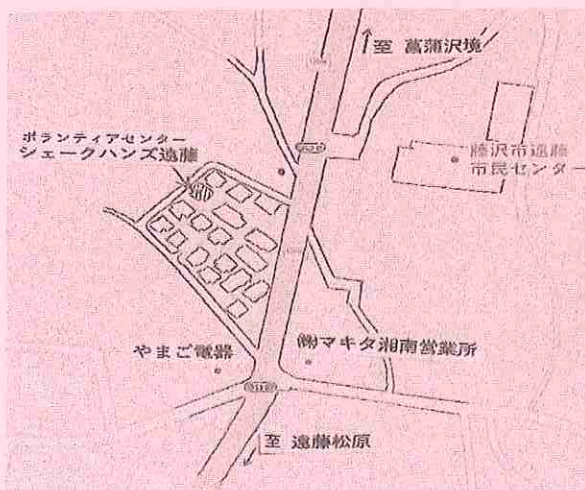 至 菖蒲沢境
ボランティアセンター
シェークハンズ遠藤
藤沢市遠藤
市民センター
やまご電器
㈱マキタ湘南営業所
至 遠藤松原